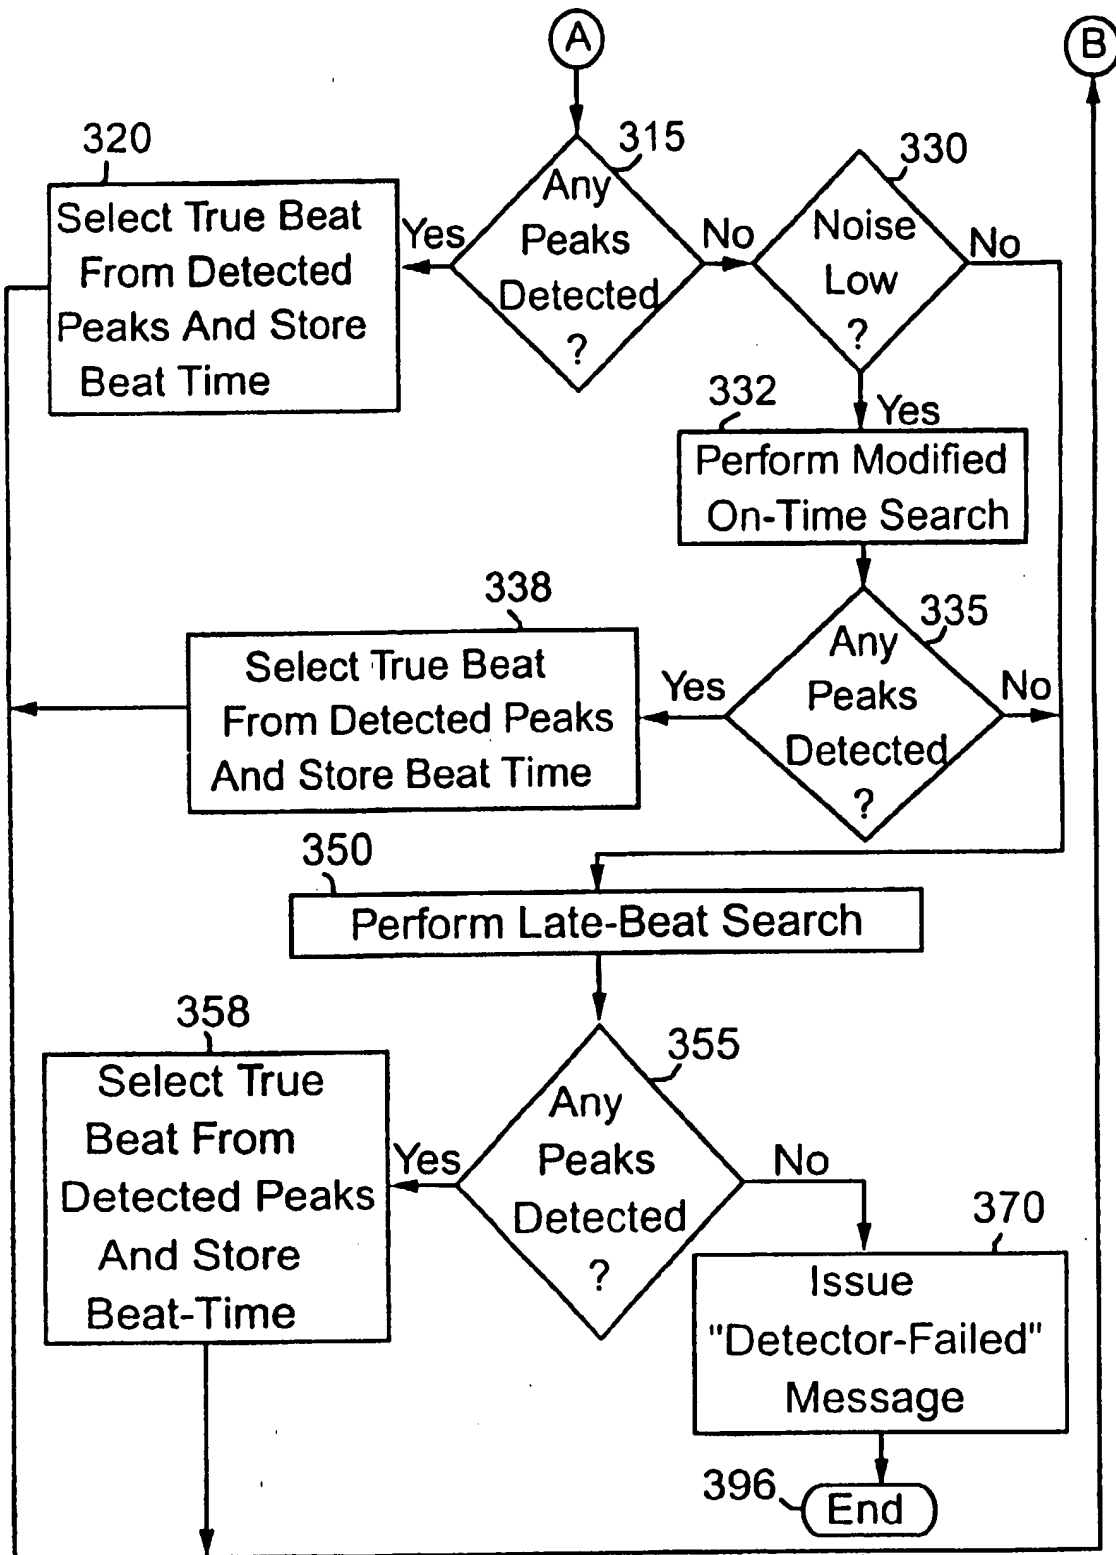 A
B
320
Select True Beat
From Detected
Peaks And Store
Beat Time
Yes
315
Any
Peaks
Detected
?
No
330
Noise
Low
?
No
Yes
332
Perform Modified
On-Time Search
338
Select True Beat
From Detected Peaks
And Store Beat Time
Yes
335
Any
Peaks
Detected
?
No
350
Perform Late-Beat Search
358
Select True
Beat From
Detected Peaks
And Store
Beat-Time
Yes
355
Any
Peaks
Detected
?
No
370
Issue
"Detector-Failed"
Message
396
End